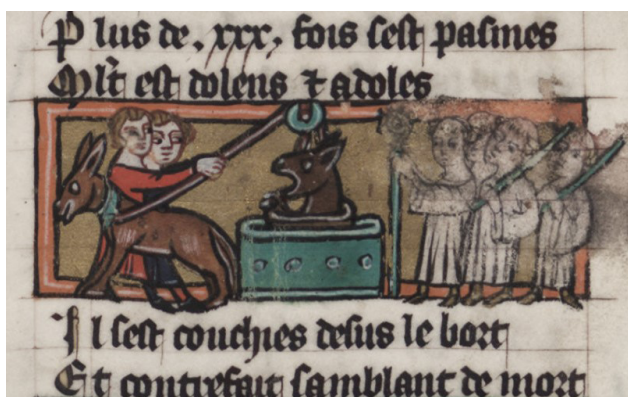 Plus de .xxx. fois sest pasmes
Mlt est dolens ⁊ adoles
Il sest couchies desus le bort
Et contrefait samblant de mort